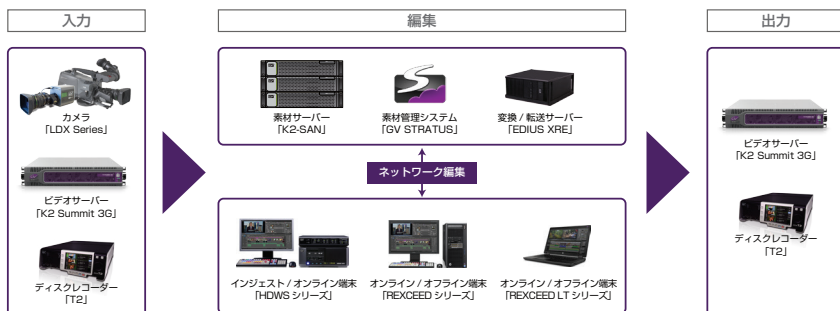 入力
カメラ
「LDX Series」
ビデオサーバー
「K2 Summit 3G」
ディスクレコーダー
「T2」
編集
素材サーバー
「K2-SAN」
素材管理システム
「GV STRATUS」
変換 / 転送サーバー
「EDIUS XRE」
ネットワーク編集
インジェスト / オンライン端末
「HDWS シリーズ」
オンライン / オフライン端末
「REXCEED シリーズ」
オンライン / オフライン端末
「REXCEED LT シリーズ」
出力
ビデオサーバー
「K2 Summit 3G」
ディスクレコーダー
「T2」